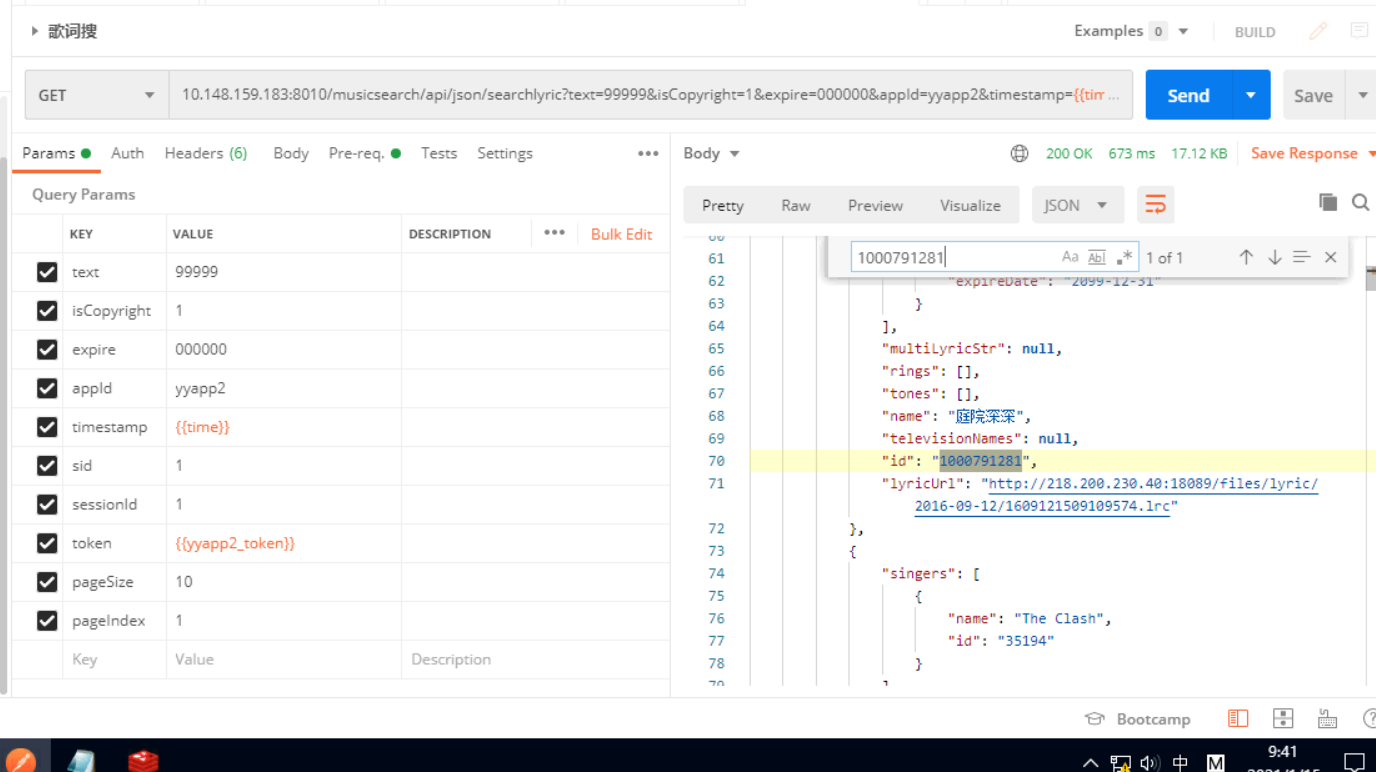 歌词搜
Examples 0
BUILD
GET
10.148.159.183:8010/musicsearch/api/json/searchlyric?text=99999&isCopyright=1&expire=000000&appId=yyapp2&timestamp={{tim ...
Send
Save
Params
Auth
Headers (6)
Body
Pre-req.
Tests
Settings
•••
Body
200 OK 673 ms 17.12 KB
Save Response
Query Params
Pretty
Raw
Preview
Visualize
JSON
KEY VALUE DESCRIPTION ••• Bulk Edit
text 99999
isCopyright 1
expire 000000
appId yyapp2
timestamp {{time}}
sid 1
sessionId 1
token {{yyapp2_token}}
pageSize 10
pageIndex 1
Key Value Description
1000791281 Aa Abl .* 1 of 1
60
61
62 "expireDate": "2099-12-31"
63 }
64 ],
65 "multiLyricStr": null,
66 "rings": [],
67 "tones": [],
68 "name": "庭院深深",
69 "televisionNames": null,
70 "id": "1000791281",
71 "lyricUrl": "http://218.200.230.40:18089/files/lyric/
2016-09-12/1609121509109574.lrc"
72 },
73 {
74 "singers": [
75 {
76 "name": "The Clash",
77 "id": "35194"
78 }
79 ]
Bootcamp
中
M
9:41
2021/1/15